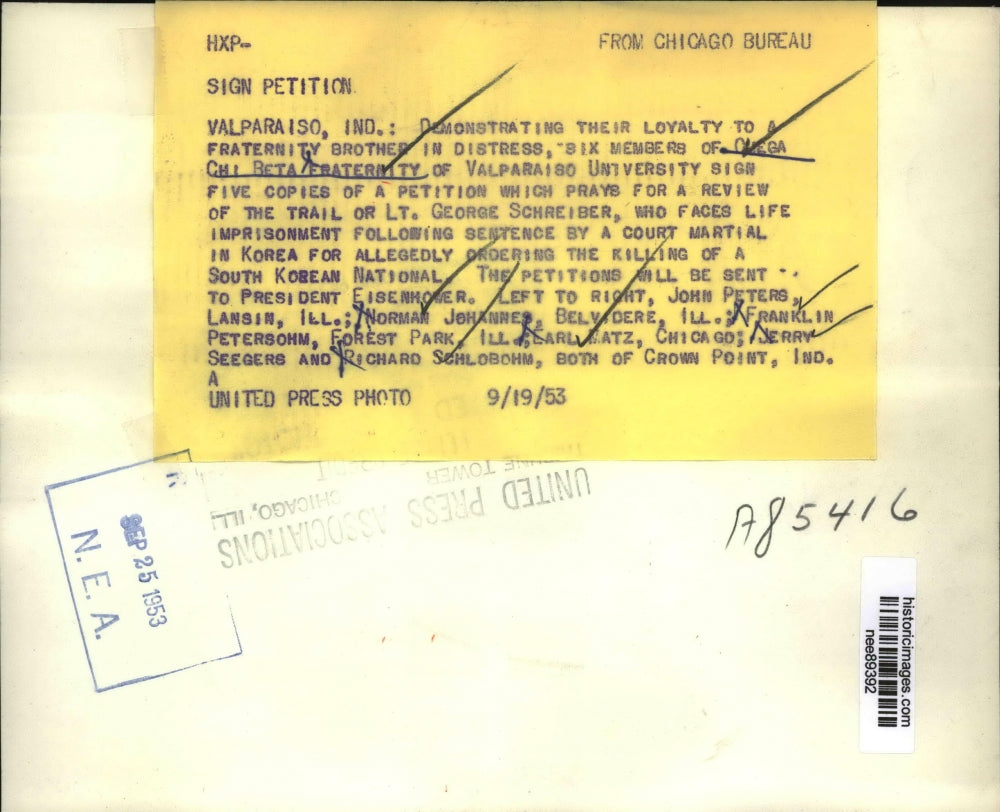 HXP-
FROM CHICAGO BUREAU
SIGN PETITION
VALPARAISO, IND.: DEMONSTRATING THEIR LOYALTY TO A
FRATERNITY BROTHER IN DISTRESS, SIX MEMBERS OF OMEGA
CHI BETA FRATERNITY OF VALPARAISO UNIVERSITY SIGN
FIVE COPIES OF A PETITION WHICH PRAYS FOR A REVIEW
OF THE TRAIL OR LT. GEORGE SCHREIBER, WHO FACES LIFE
IMPRISONMENT FOLLOWING SENTENCE BY A COURT MARTIAL
IN KOREA FOR ALLEGEDLY ORDERING THE KILLING OF A
SOUTH KOREAN NATIONAL. THE PETITIONS WILL BE SENT
TO PRESIDENT EISENHOWER. LEFT TO RIGHT, JOHN PETERS,
LANSIN, ILL.; NORMAN JOHANNES, BELVIDERE, ILL.; FRANKLIN
PETERSOHM, FOREST PARK, ILL.; EARL KATZ, CHICAGO; JERRY
SEEGERS AND RICHARD SCHLOBOHM, BOTH OF CROWN POINT, IND.
A
UNITED PRESS PHOTO 9/19/53
UNITED PRESS ASSOCIATIONS
TOWER
CHICAGO, ILL.
SEP 25 1953
N. E. A.
A85416
historicimages.com
nee89392